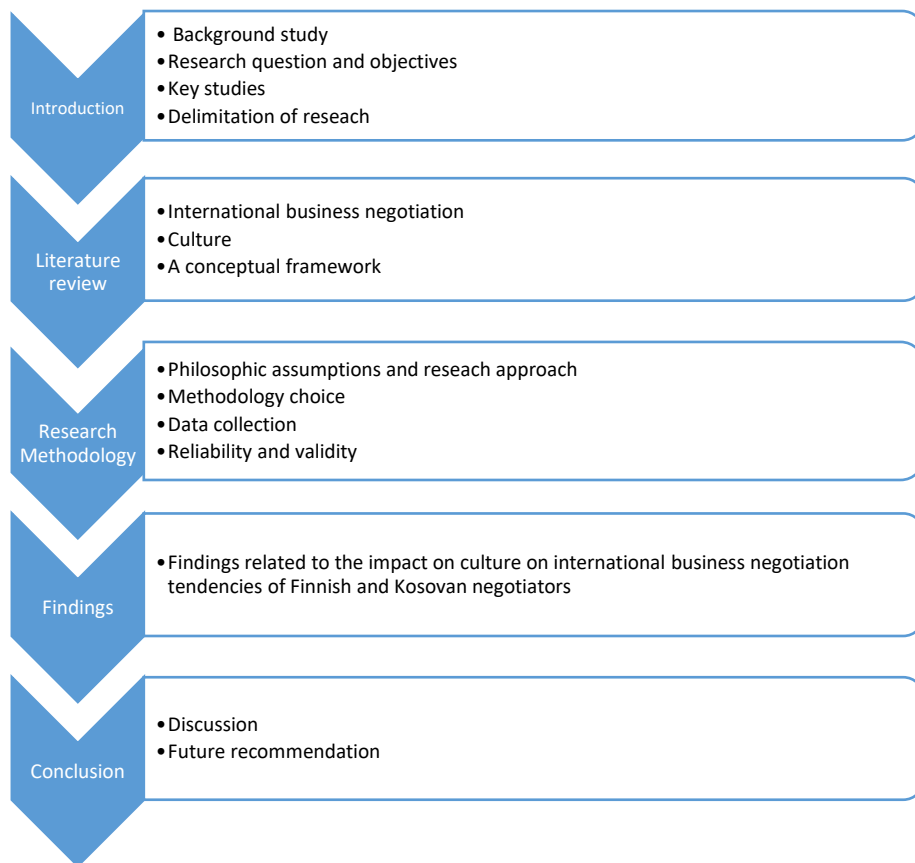 Introduction
• Background study
•Research question and objectives
•Key studies
•Delimitation of reseach
Literature
review
•International business negotiation
•Culture
•A conceptual framework
Research
Methodology
•Philosophic assumptions and reseach approach
•Methodology choice
•Data collection
•Reliability and validity
Findings
•Findings related to the impact on culture on international business negotiation
tendencies of Finnish and Kosovan negotiators
Conclusion
•Discussion
•Future recommendation